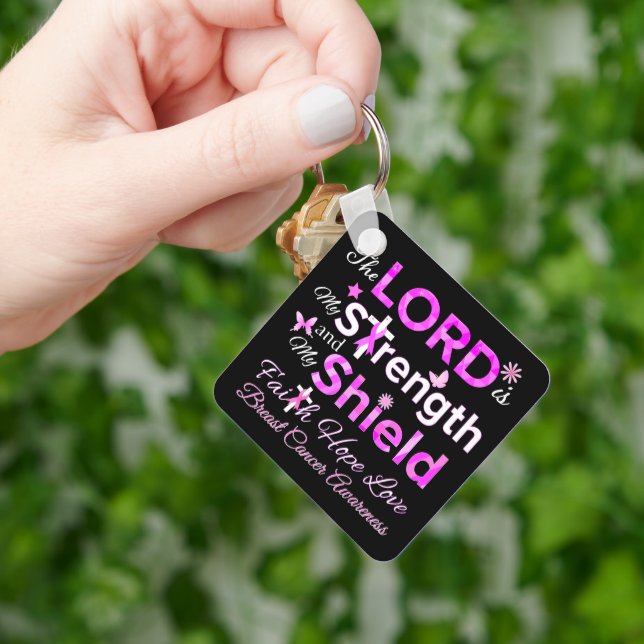 The LORD is
My Strength
and
My Shield
Faith Hope Love
Breast Cancer Awareness